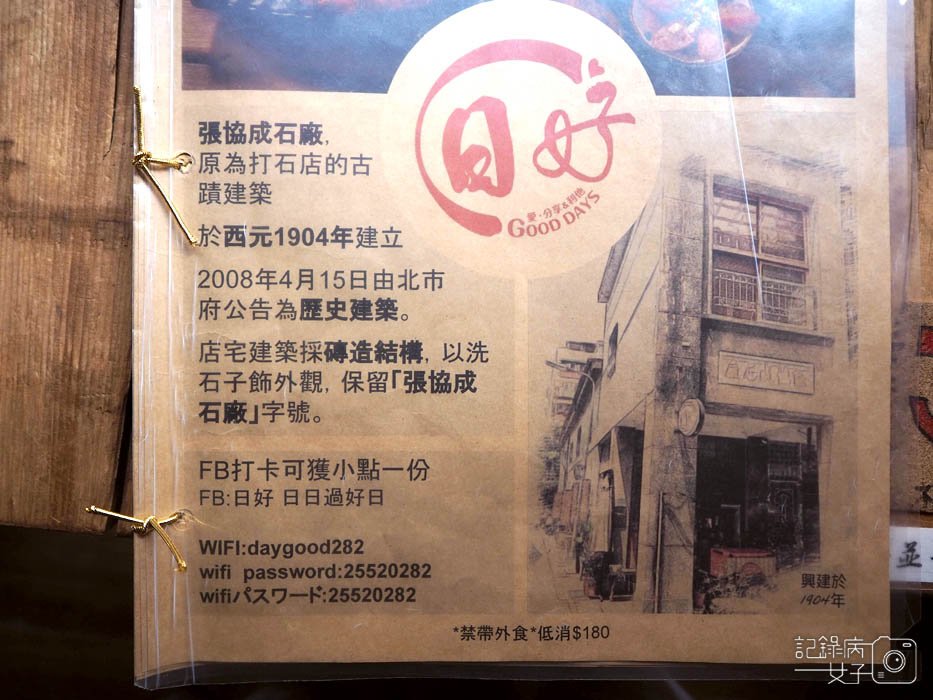 日好
愛·分享&利他
GOOD DAYS
張協成石廠,
原為打石店的古
蹟建築
於西元1904年建立
2008年4月15日由北市
府公告為歷史建築。
店宅建築採磚造結構, 以洗
石子飾外觀, 保留「張協成
石廠」字號。
FB打卡可獲小點一份
FB:日好 日日過好日
WIFI:daygood282
wifi password:25520282
wifiパスワード:25520282
興建於
1904年
*禁帶外食*低消$180
並
記錄病
女子